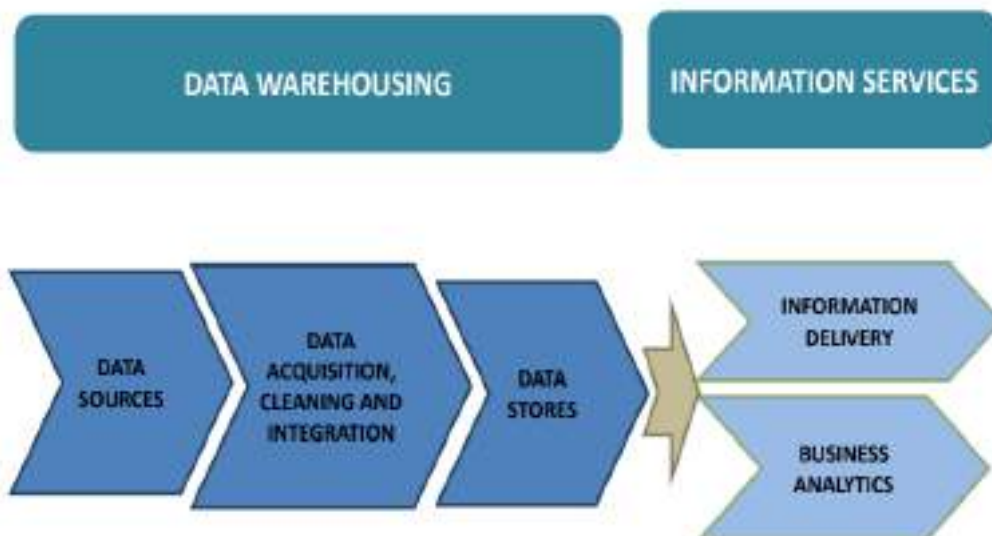 DATA WAREHOUSING
INFORMATION SERVICES
DATA
SOURCES
DATA
ACQUISITION,
CLEANING AND
INTEGRATION
DATA
STORES
INFORMATION
DELIVERY
BUSINESS
ANALYTICS